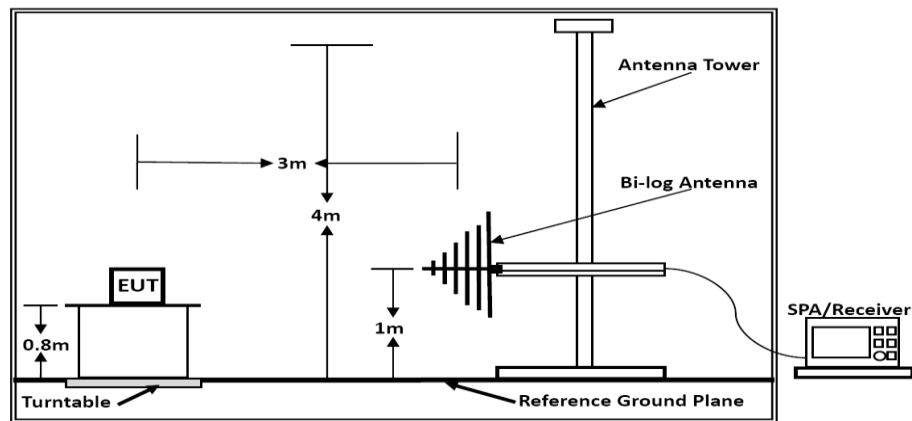 Antenna Tower
3m
Bi-log Antenna
4m
EUT
SPA/Receiver
1m
0.8m
Turntable
Reference Ground Plane